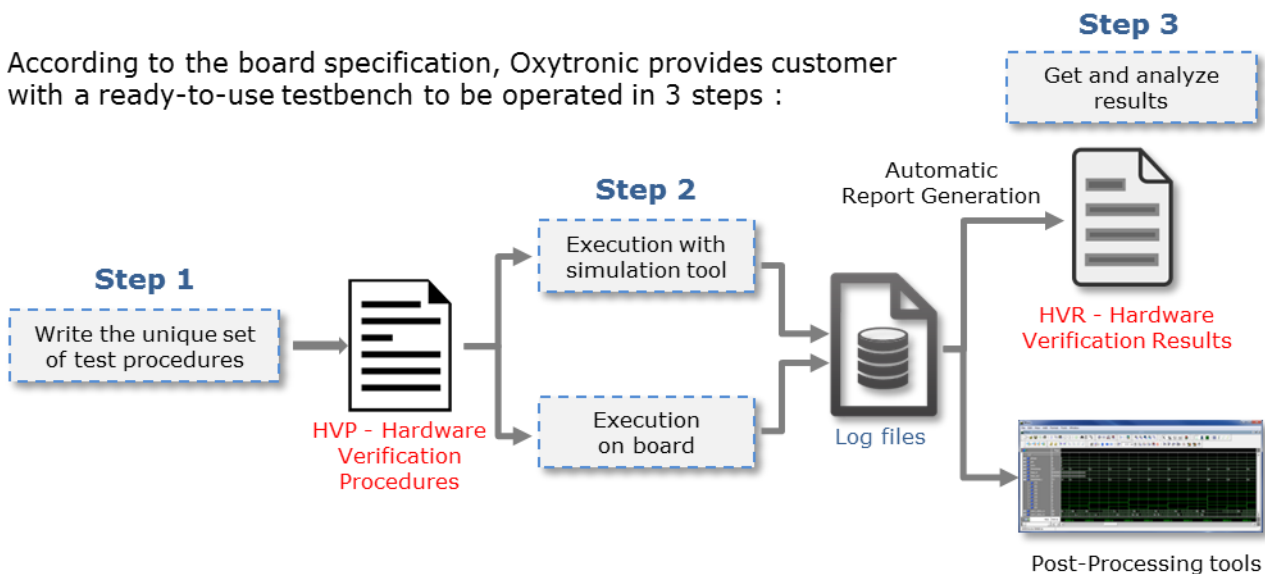 According to the board specification, Oxytronic provides customer
with a ready-to-use testbench to be operated in 3 steps :
Step 1
Write the unique set
of test procedures
HVP - Hardware
Verification
Procedures
Step 2
Execution with
simulation tool
Execution
on board
Log files
Automatic
Report Generation
Step 3
Get and analyze
results
HVR - Hardware
Verification Results
Post-Processing tools